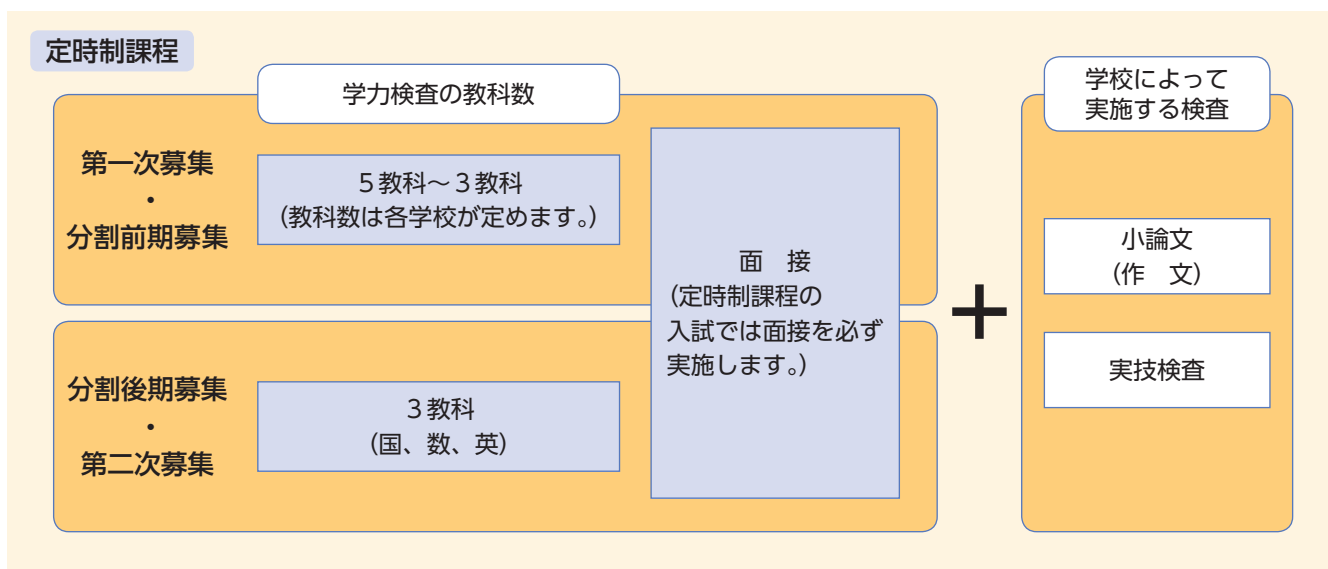 定時制課程
学力検査の教科数
第一次募集
・
分割前期募集
５教科～３教科
（教科数は各学校が定めます。）
分割後期募集
・
第二次募集
３教科
（国、数、英）
面　接
（定時制課程の
入試では面接を必ず
実施します。）
＋
学校によって
実施する検査
小論文
（作　文）
実技検査